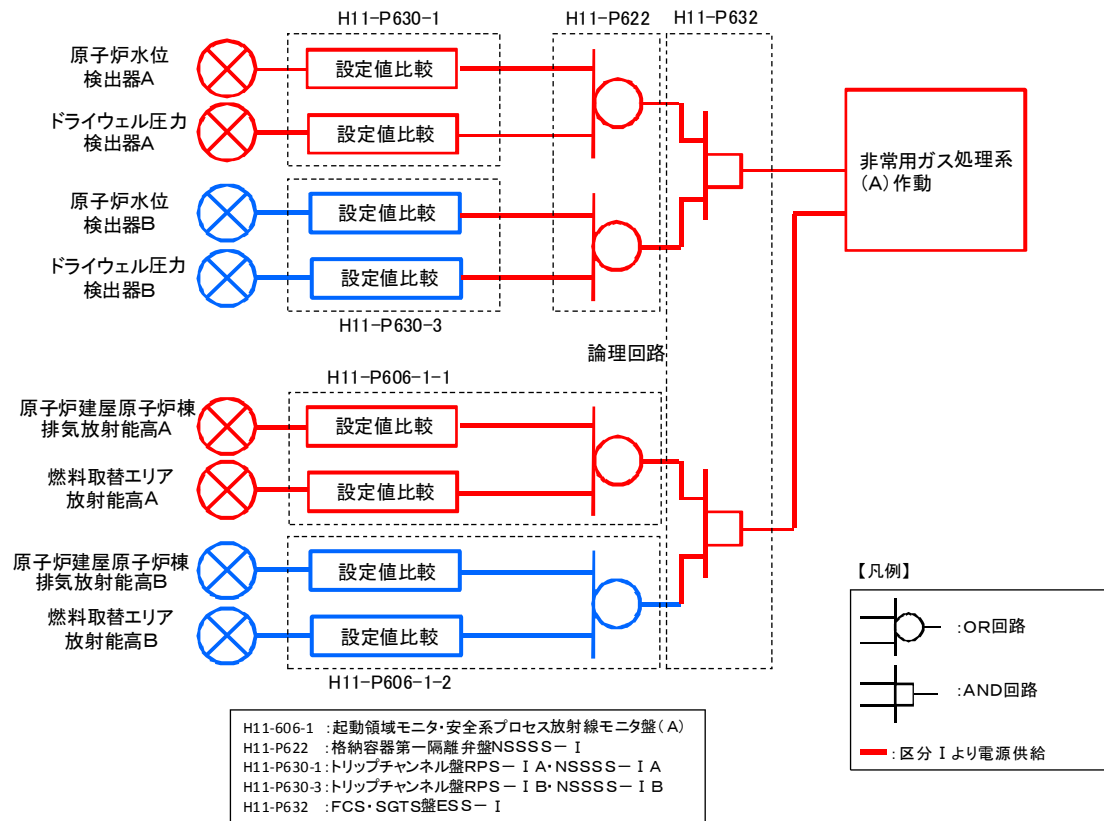 H11-P630-1
H11-P622
H11-P632
原子炉水位
検出器A
設定値比較
ドライウェル圧力
検出器A
設定値比較
原子炉水位
検出器B
設定値比較
ドライウェル圧力
検出器B
設定値比較
H11-P630-3
非常用ガス処理系
(A)作動
論理回路
H11-P606-1-1
原子炉建屋原子炉棟
排気放射能高A
設定値比較
燃料取替エリア
放射能高A
設定値比較
原子炉建屋原子炉棟
排気放射能高B
設定値比較
燃料取替エリア
放射能高B
設定値比較
H11-P606-1-2
【凡例】
:OR回路
:AND回路
:区分Ⅰより電源供給
H11-606-1 :起動領域モニタ・安全系プロセス放射線モニタ盤(A)
H11-P622 :格納容器第一隔離弁盤NSSSS-Ⅰ
H11-P630-1:トリップチャンネル盤RPS-ⅠA・NSSSS-ⅠA
H11-P630-3:トリップチャンネル盤RPS-ⅠB・NSSSS-ⅠB
H11-P632 :FCS・SGTS盤ESS-Ⅰ